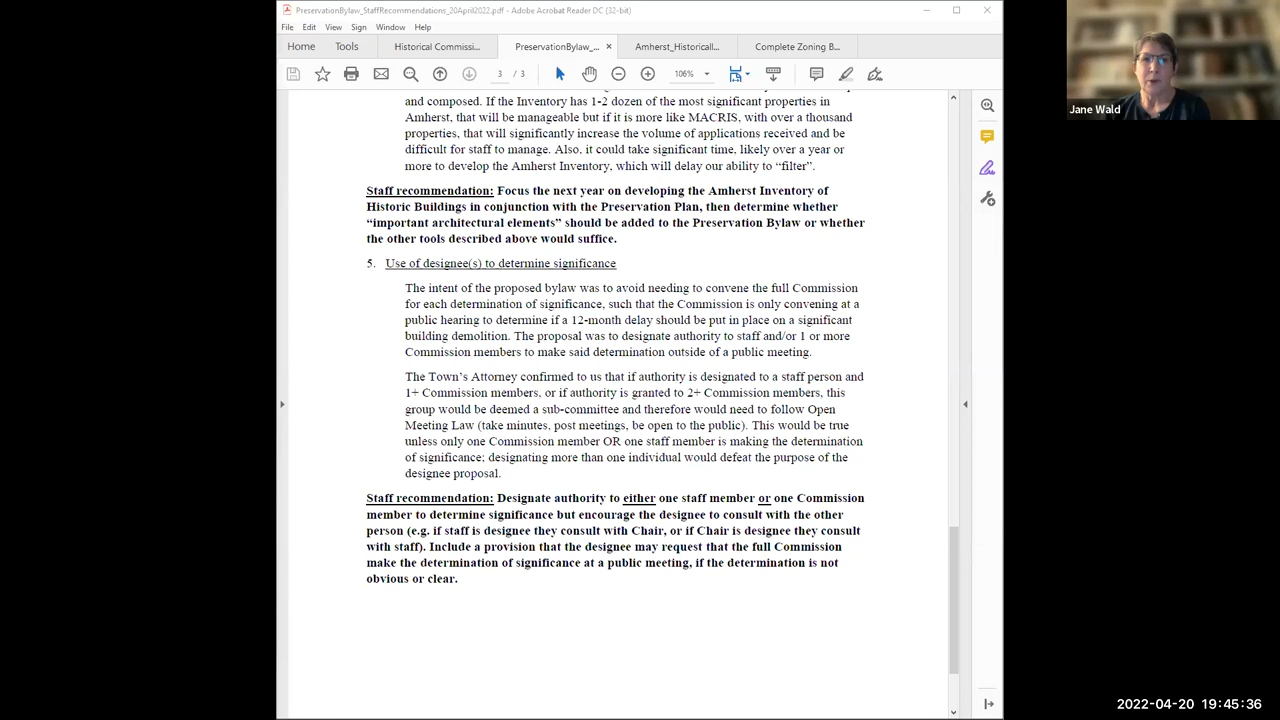 PreservationBylaw_StaffRecommendations_20April2022.pdf - Adobe Acrobat Reader DC (32-bit)
File Edit View Sign Window Help
Home Tools Historical Commissi... PreservationBylaw_... × Amherst_Historicall... Complete Zoning B...
3 / 3 106%
and composed. If the Inventory has 1-2 dozen of the most significant properties in
Amherst, that will be manageable but if it is more like MACRIS, with over a thousand
properties, that will significantly increase the volume of applications received and be
difficult for staff to manage. Also, it could take significant time, likely over a year or
more to develop the Amherst Inventory, which will delay our ability to “filter”.
Staff recommendation: Focus the next year on developing the Amherst Inventory of
Historic Buildings in conjunction with the Preservation Plan, then determine whether
“important architectural elements” should be added to the Preservation Bylaw or whether
the other tools described above would suffice.
5. Use of designee(s) to determine significance
The intent of the proposed bylaw was to avoid needing to convene the full Commission
for each determination of significance, such that the Commission is only convening at a
public hearing to determine if a 12-month delay should be put in place on a significant
building demolition. The proposal was to designate authority to staff and/or 1 or more
Commission members to make said determination outside of a public meeting.
The Town’s Attorney confirmed to us that if authority is designated to a staff person and
1+ Commission members, or if authority is granted to 2+ Commission members, this
group would be deemed a sub-committee and therefore would need to follow Open
Meeting Law (take minutes, post meetings, be open to the public). This would be true
unless only one Commission member OR one staff member is making the determination
of significance; designating more than one individual would defeat the purpose of the
designee proposal.
Staff recommendation: Designate authority to either one staff member or one Commission
member to determine significance but encourage the designee to consult with the other
person (e.g. if staff is designee they consult with Chair, or if Chair is designee they consult
with staff). Include a provision that the designee may request that the full Commission
make the determination of significance at a public meeting, if the determination is not
obvious or clear.
Jane Wald
2022-04-20 19:45:36